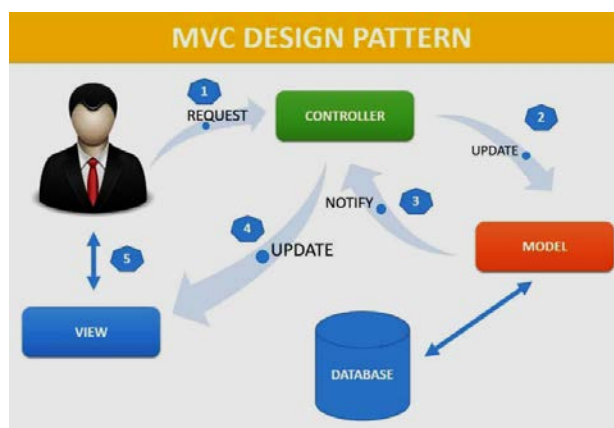 MVC DESIGN PATTERN
1
REQUEST
CONTROLLER
2
UPDATE
NOTIFY
3
4
UPDATE
MODEL
5
VIEW
DATABASE